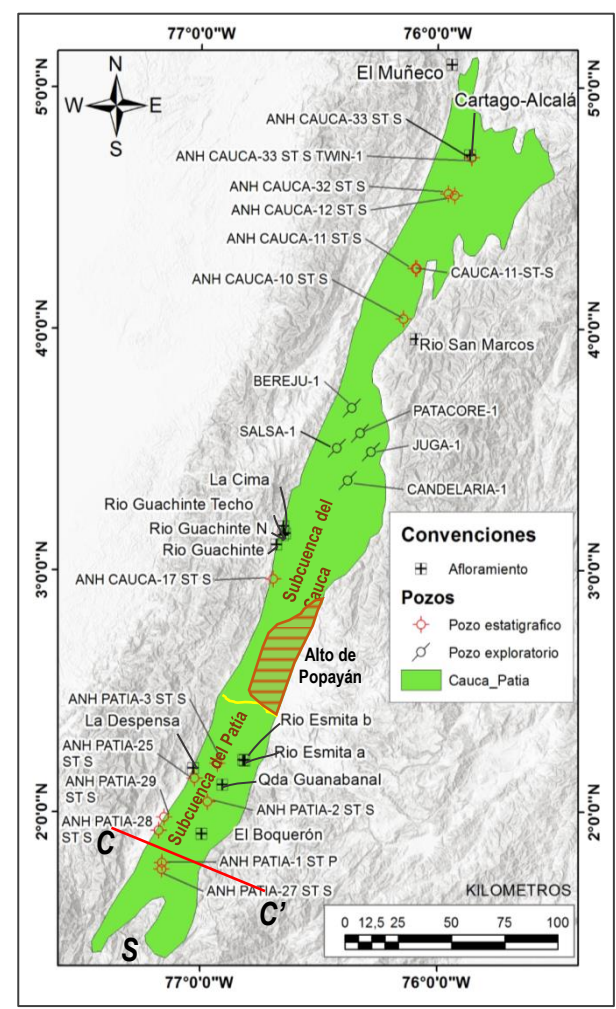 77°0'0"W
76°0'0"W
N
W
E
S
5°0'0"N
5°0'0"N
El Muñeco
Cartago-Alcalá
ANH CAUCA-33 ST S
ANH CAUCA-33 ST S TWIN-1
ANH CAUCA-32 ST S
ANH CAUCA-12 ST S
ANH CAUCA-11 ST S
CAUCA-11-ST-S
ANH CAUCA-10 ST S
4°0'0"N
4°0'0"N
Rio San Marcos
BEREJU-1
PATACORE-1
SALSA-1
JUGA-1
La Cima
CANDELARIA-1
Rio Guachinte Techo
Rio Guachinte N
Rio Guachinte
Subcuenca del
Cauca
3°0'0"N
3°0'0"N
ANH CAUCA-17 ST S
Convenciones
Afloramiento
Pozos
Pozo estatigrafico
Pozo exploratorio
Cauca_Patia
Alto de
Popayán
ANH PATIA-3 ST S
La Despensa
Rio Esmita b
ANH PATIA-25
ST S
Rio Esmita a
Subcuenca del Patía
ANH PATIA-29
ST S
Qda Guanabanal
2°0'0"N
2°0'0"N
ANH PATIA-2 ST S
ANH PATIA-28
ST S
El Boquerón
C
ANH PATIA-1 ST P
ANH PATIA-27 ST S
C'
S
KILOMETROS
0 12,5 25 50 75 100
77°0'0"W
76°0'0"W